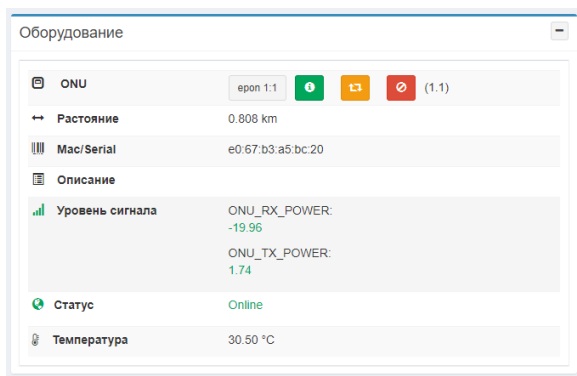 Оборудование
ONU epon 1:1 (1.1)
Растояние 0.808 km
Mac/Serial e0:67:b3:a5:bc:20
Описание
Уровень сигнала ONU_RX_POWER:
-19.96
ONU_TX_POWER:
1.74
Статус Online
Температура 30.50 °C